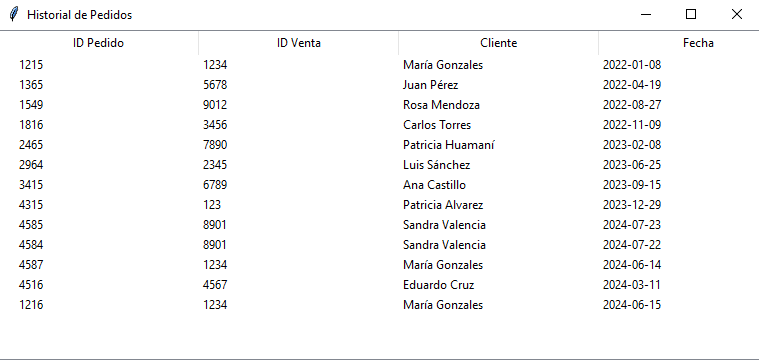 Historial de Pedidos
ID Pedido ID Venta Cliente Fecha
1215 1234 María Gonzales 2022-01-08
1365 5678 Juan Pérez 2022-04-19
1549 9012 Rosa Mendoza 2022-08-27
1816 3456 Carlos Torres 2022-11-09
2465 7890 Patricia Huamaní 2023-02-08
2964 2345 Luis Sánchez 2023-06-25
3415 6789 Ana Castillo 2023-09-15
4315 123 Patricia Alvarez 2023-12-29
4585 8901 Sandra Valencia 2024-07-23
4584 8901 Sandra Valencia 2024-07-22
4587 1234 María Gonzales 2024-06-14
4516 4567 Eduardo Cruz 2024-03-11
1216 1234 María Gonzales 2024-06-15